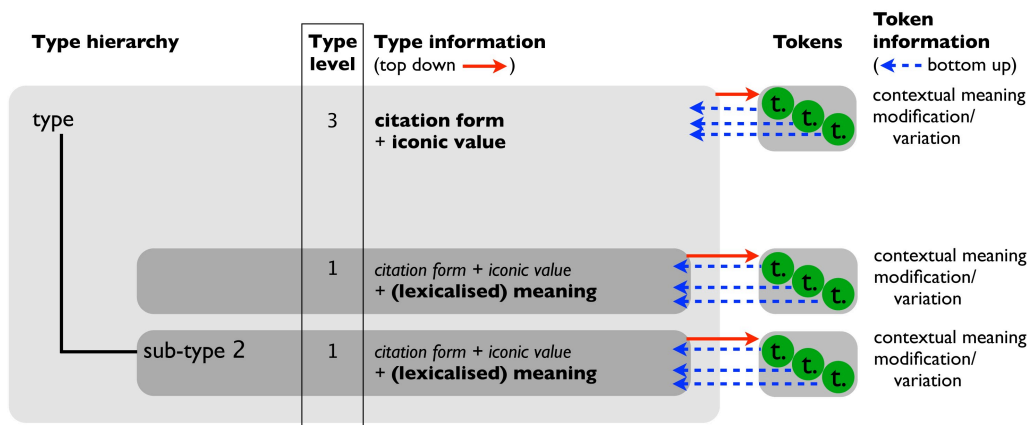 Type hierarchy
Type level
Type information
(top down →)
Tokens
Token information
(← bottom up)
type
3
citation form
+ iconic value
t.
t.
t.
contextual meaning
modification/
variation
1
citation form + iconic value
+ (lexicalised) meaning
t.
t.
t.
contextual meaning
modification/
variation
sub-type 2
1
citation form + iconic value
+ (lexicalised) meaning
t.
t.
t.
contextual meaning
modification/
variation